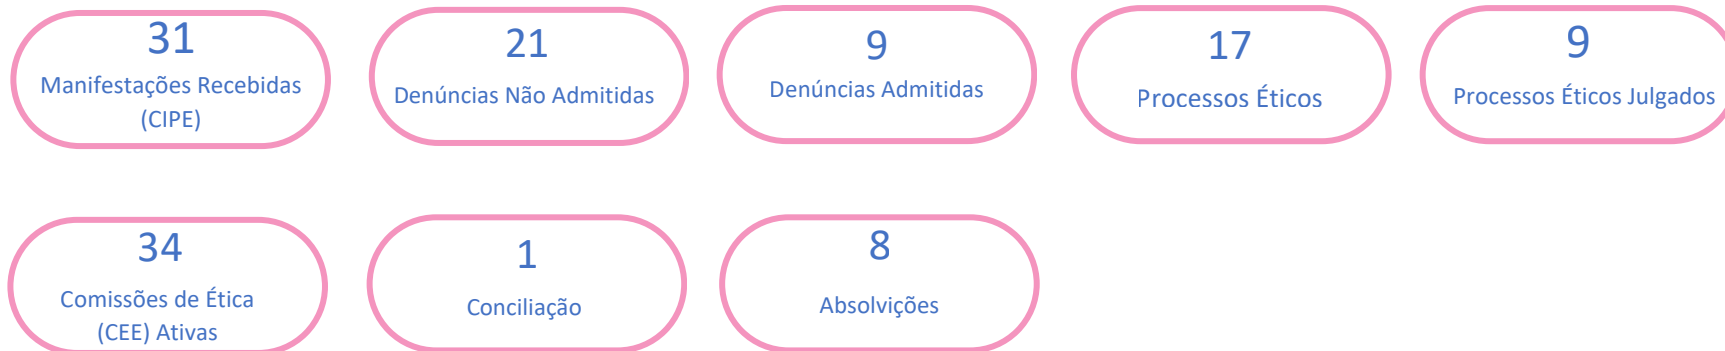 31
Manifestações Recebidas
(CIPE)
21
Denúncias Não Admitidas
9
Denúncias Admitidas
17
Processos Éticos
9
Processos Éticos Julgados
34
Comissões de Ética
(CEE) Ativas
1
Conciliação
8
Absolvições